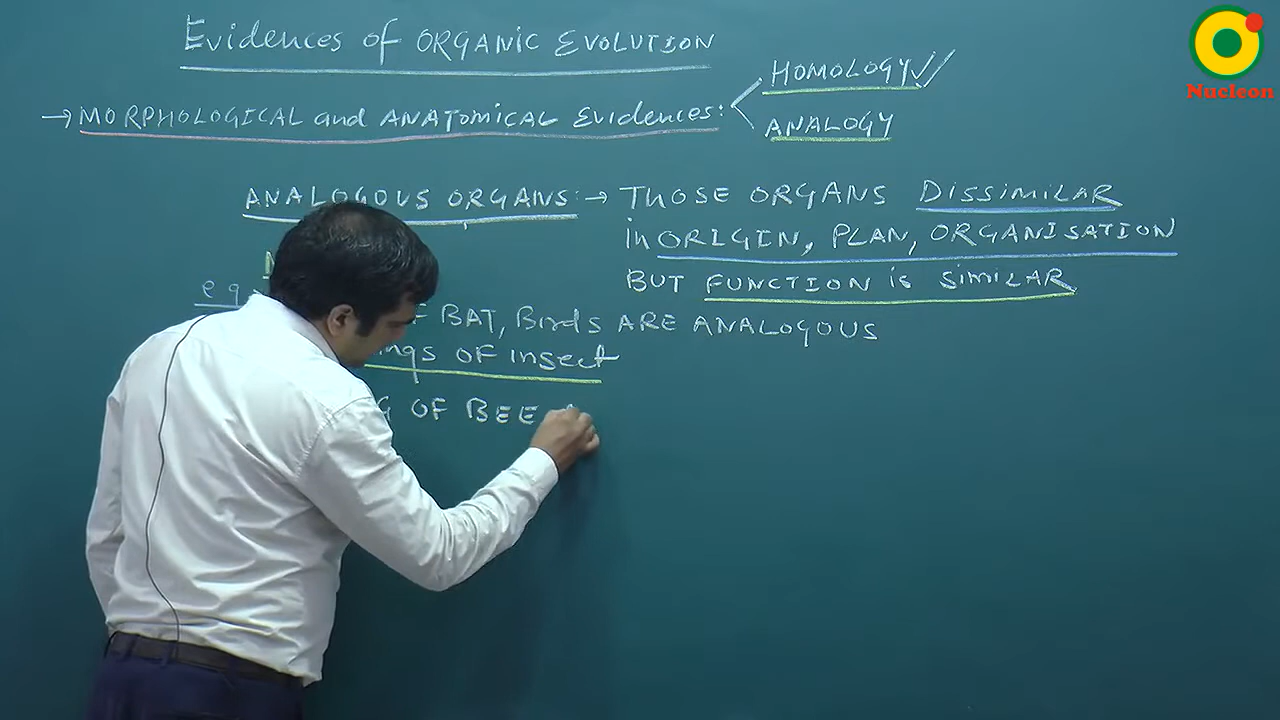 Evidences of ORGANIC EVOLUTION
→ MORPHOLOGICAL and ANATOMICAL Evidences:
HOMOLOGY ✓✓
ANALOGY
Nucleon
ANALOGOUS ORGANS: → THOSE ORGANS DISSIMILAR
in ORIGIN, PLAN, ORGANISATION
BUT FUNCTION is SIMILAR
eg
BAT, Birds ARE ANALOGOUS
of insect
OF BEE